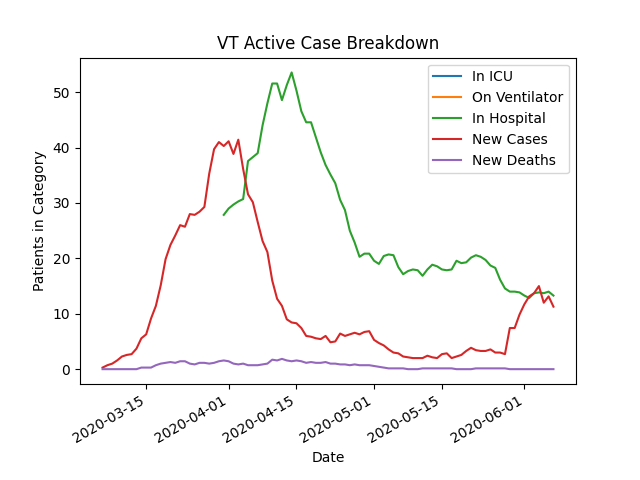 VT Active Case Breakdown
In ICU
On Ventilator
In Hospital
New Cases
New Deaths
Patients in Category
50
40
30
20
10
0
2020-03-15
2020-04-01
2020-04-15
2020-05-01
2020-05-15
2020-06-01
Date